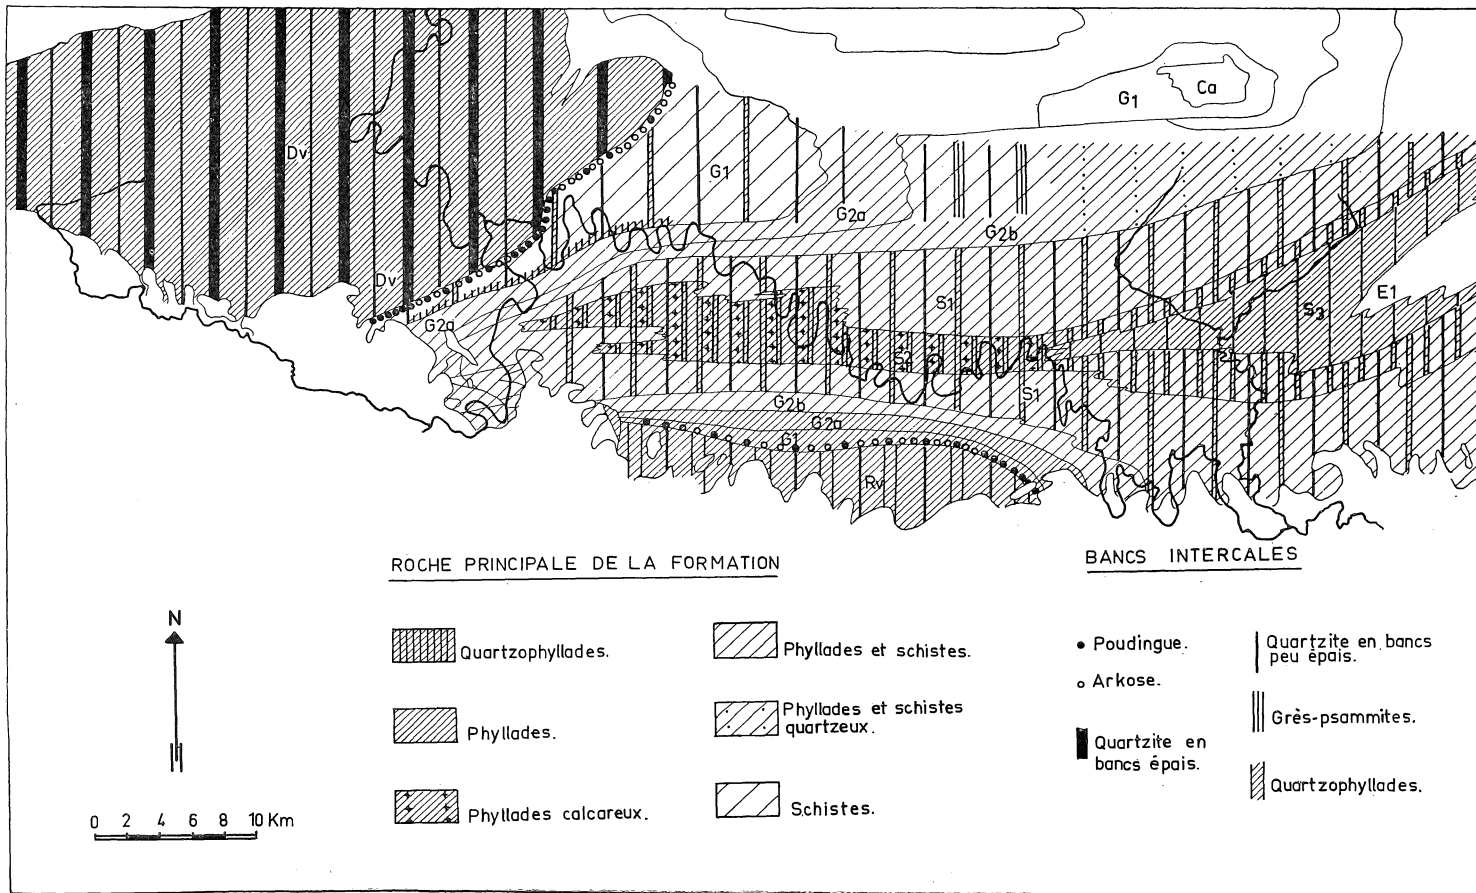 Ca
G1
Dv
G1
G2a
G2b
Dv
E1
S1
S3
G2a
S2
S1
G2b
G2a
G1
Rv
ROCHE PRINCIPALE DE LA FORMATION
Quartzophyllades.
Phyllades.
Phyllades calcareux.
Phyllades et schistes.
Phyllades et schistes
quartzeux.
Schistes.
BANCS INTERCALES
Poudingue.
Arkose.
Quartzite en
bancs épais.
Quartzite en bancs
peu épais.
Grès-psammites.
Quartzophyllades.
N
0 2 4 6 8 10 Km